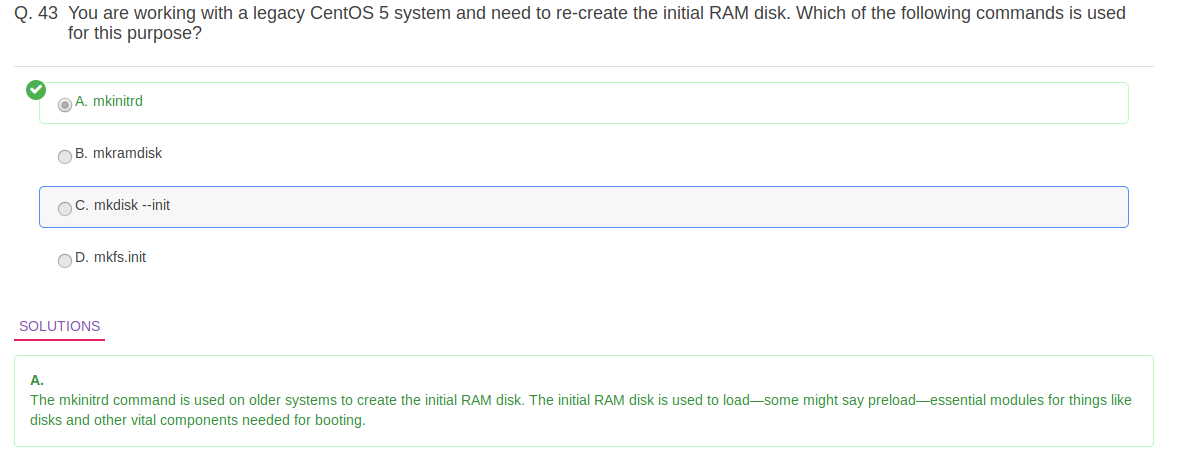 Q. 43 You are working with a legacy CentOS 5 system and need to re-create the initial RAM disk. Which of the following commands is used
for this purpose?
A. mkinitrd
B. mkramdisk
C. mkdisk --init
D. mkfs.init
SOLUTIONS
A.
The mkinitrd command is used on older systems to create the initial RAM disk. The initial RAM disk is used to load—some might say preload—essential modules for things like
disks and other vital components needed for booting.